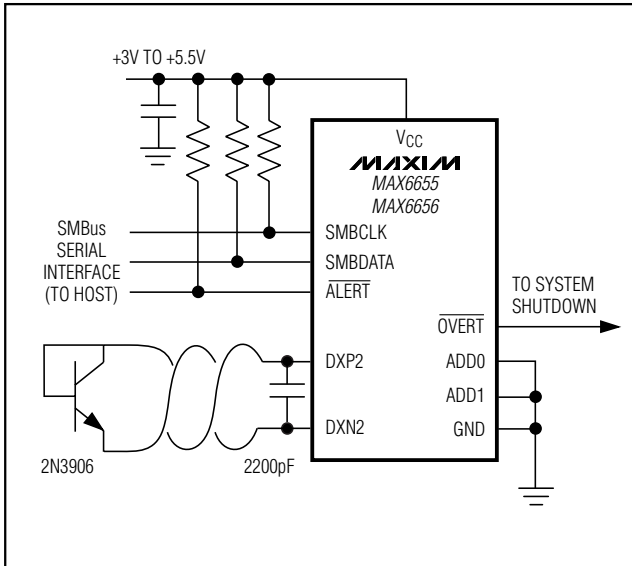 +3V TO +5.5V
VCC
MAXIM
MAX6655
MAX6656
SMBus
SERIAL
INTERFACE
(TO HOST)
SMBCLK
SMBDATA
ALERT
TO SYSTEM
SHUTDOWN
OVERT
DXP2
ADD0
ADD1
DXN2
GND
2N3906
2200pF